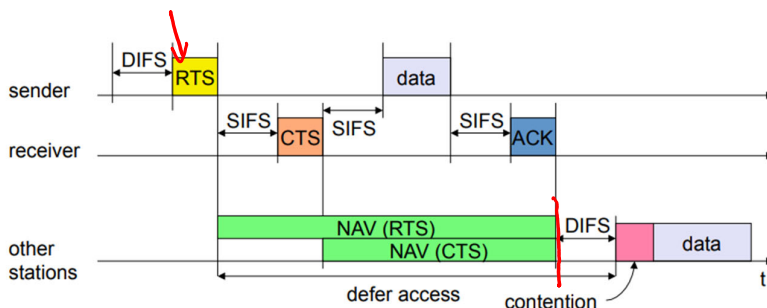 DIFS
RTS
data
sender
SIFS
SIFS
SIFS
CTS
ACK
receiver
NAV (RTS)
DIFS
NAV (CTS)
data
other
stations
t
defer access
contention